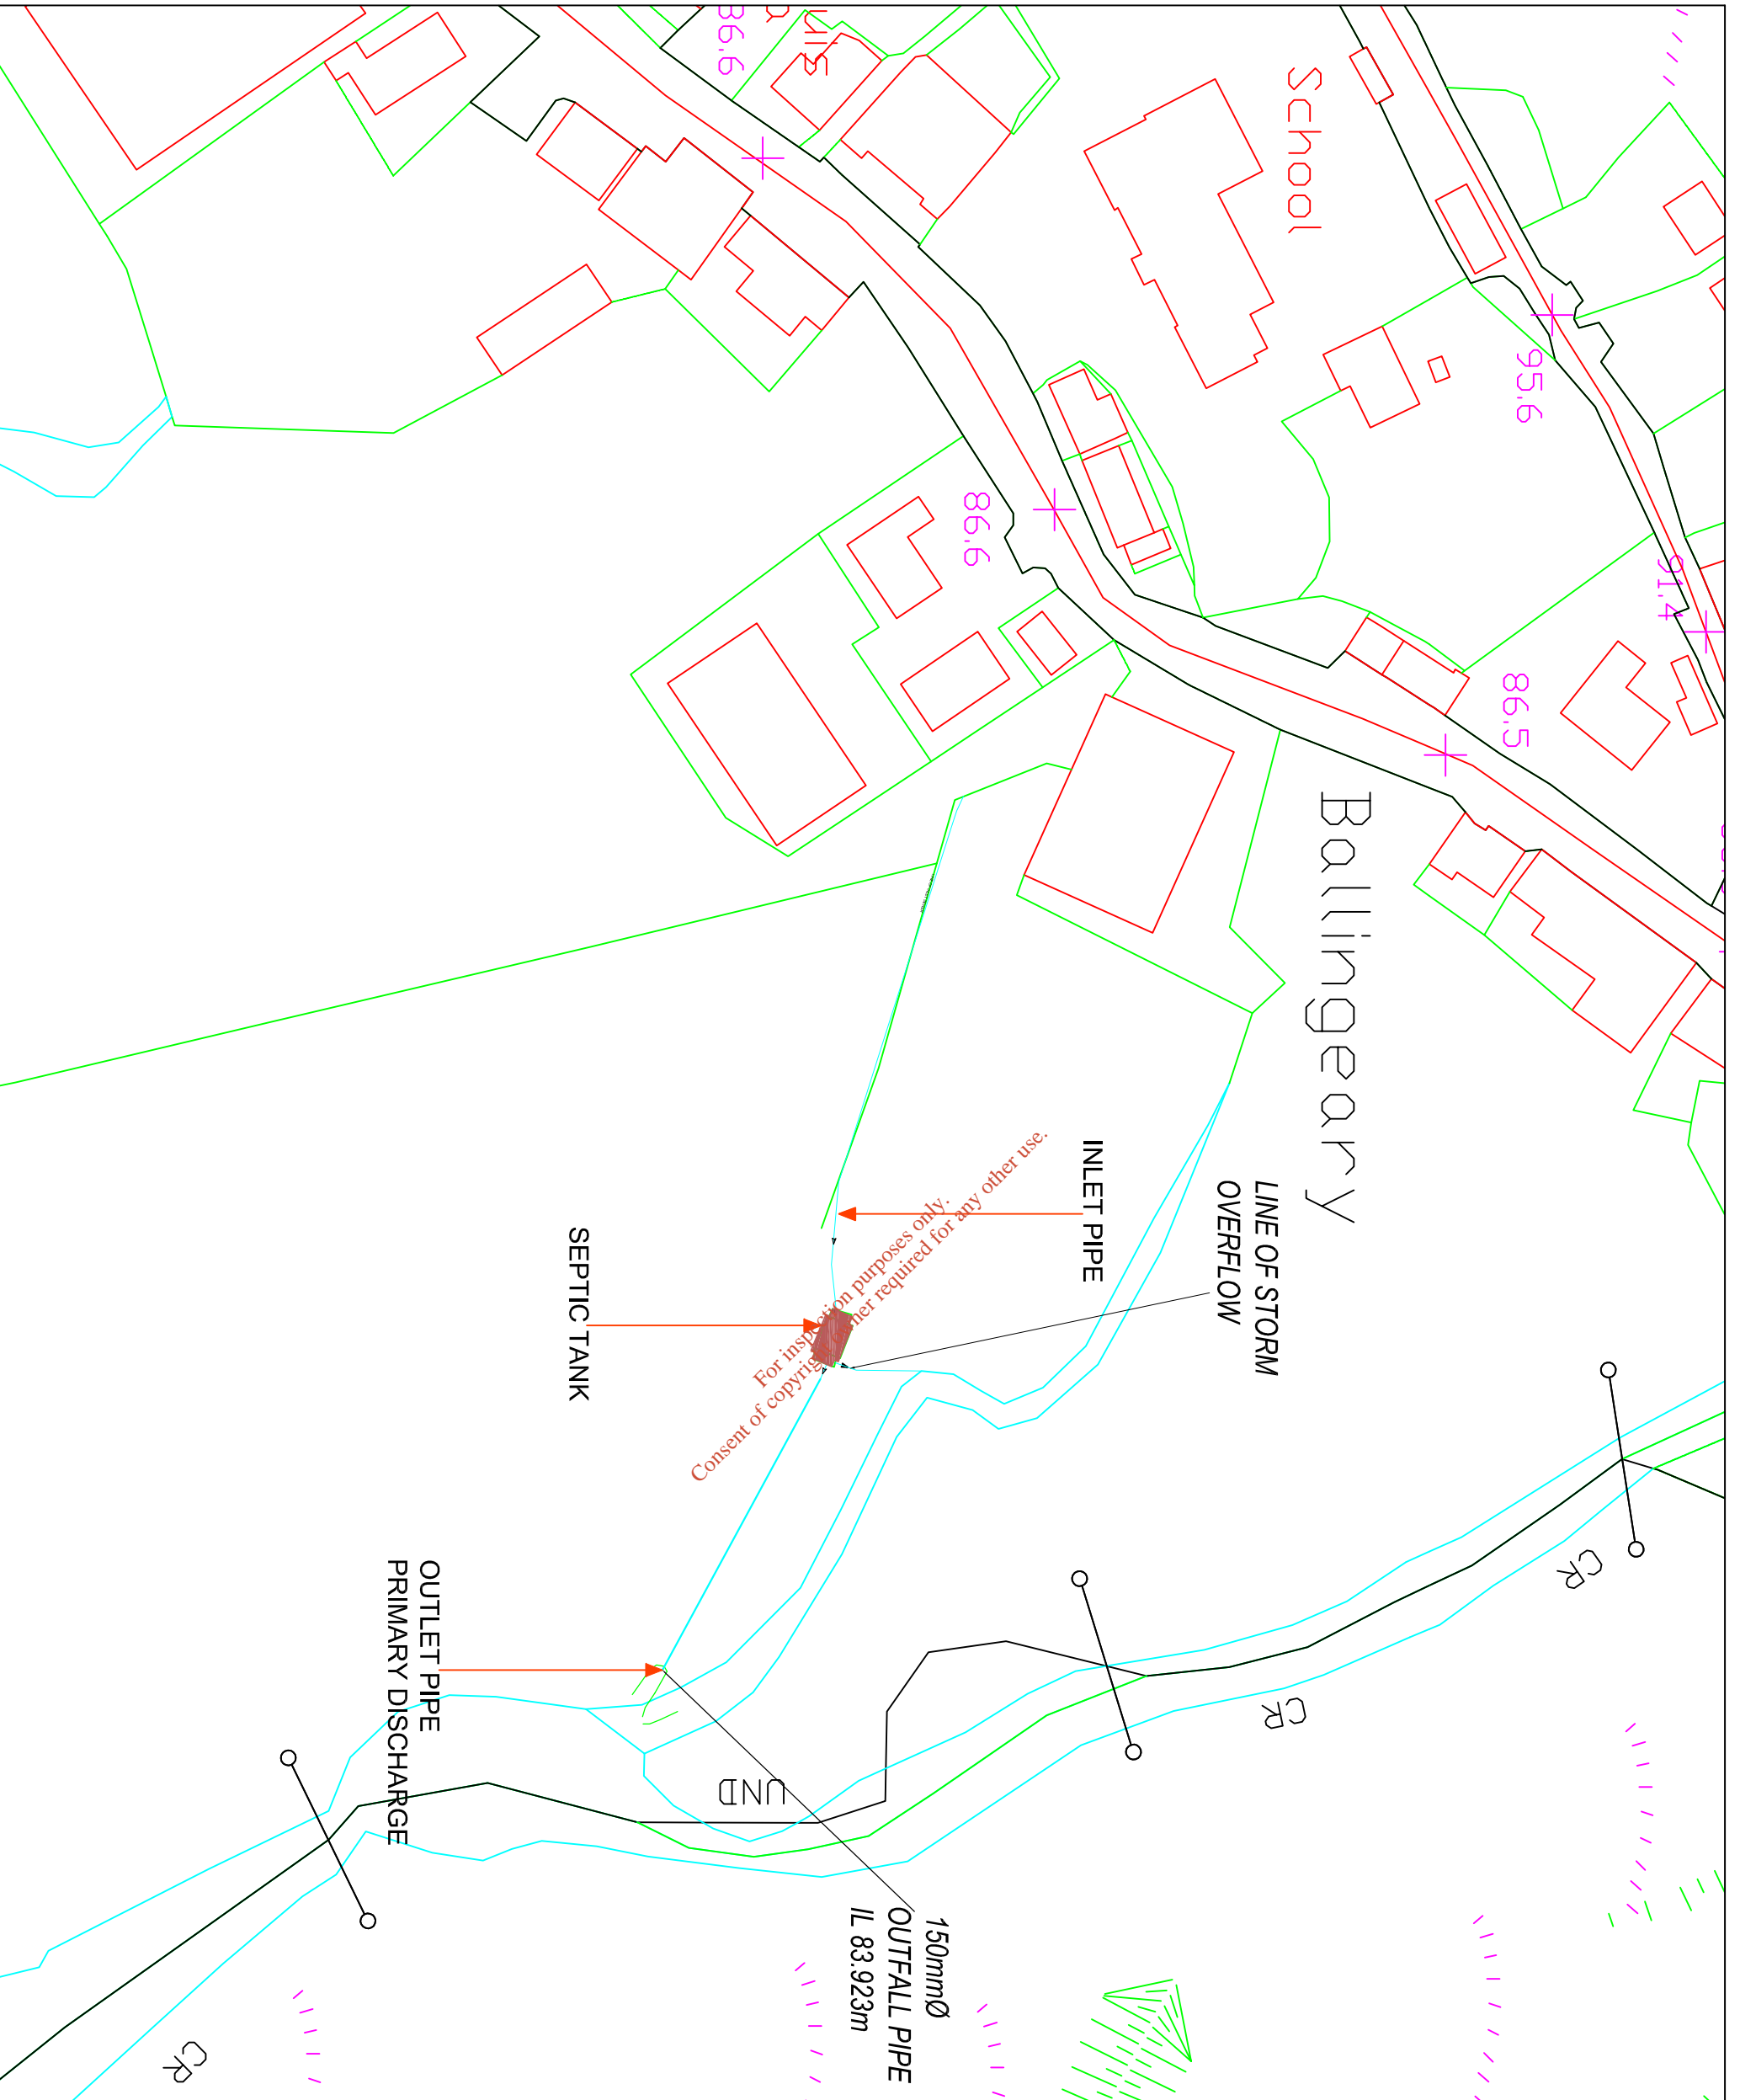 School
86.6
95.6
86.6
91.4
86.5
Ballingeary
INLET PIPE
LINE OF STORM
OVERFLOW
SEPTIC TANK
For inspection purposes only.
Consent of copyright owner required for any other use.
OUTLET PIPE
PRIMARY DISCHARGE
UND
CR
CR
CR
150mmØ
OUTFALL PIPE
IL 83.923m